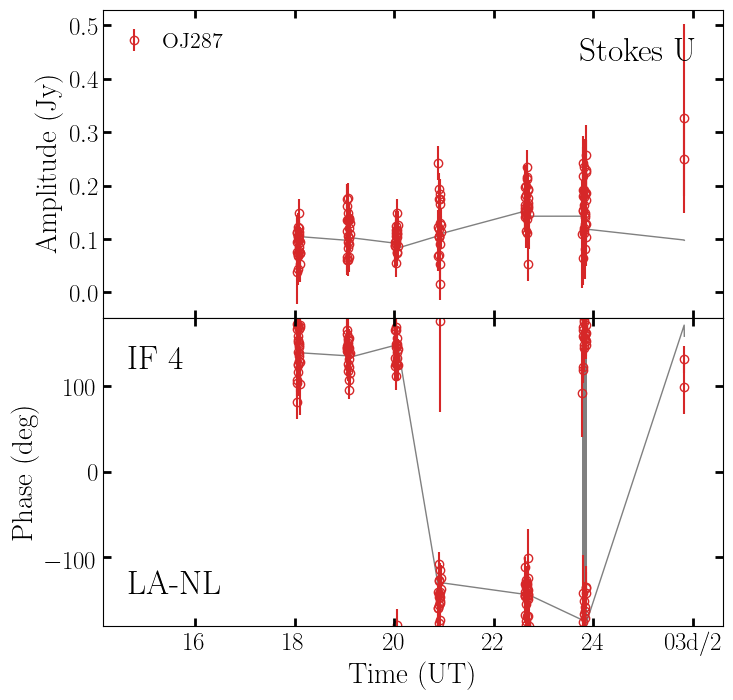 OJ287
Stokes U
0.5
0.4
0.3
0.2
0.1
0.0
Amplitude (Jy)
IF 4
LA-NL
100
0
−100
Phase (deg)
16
18
20
22
24
03d/2
Time (UT)